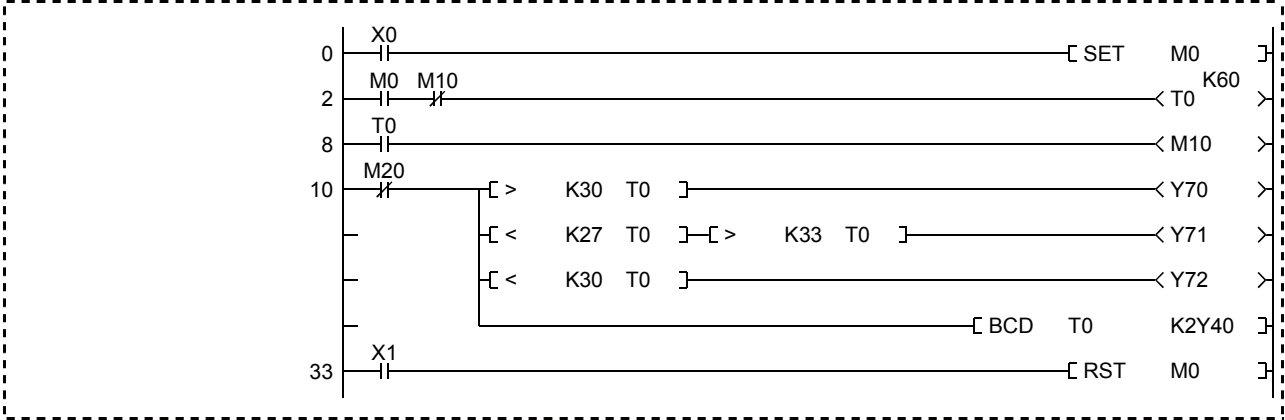 X0
0 SET M0
M0 M10 K60
2 T0
T0
8 M10
M20
10 > K30 T0 Y70
< K27 T0 > K33 T0 Y71
< K30 T0 Y72
BCD T0 K2Y40
X1
33 RST M0